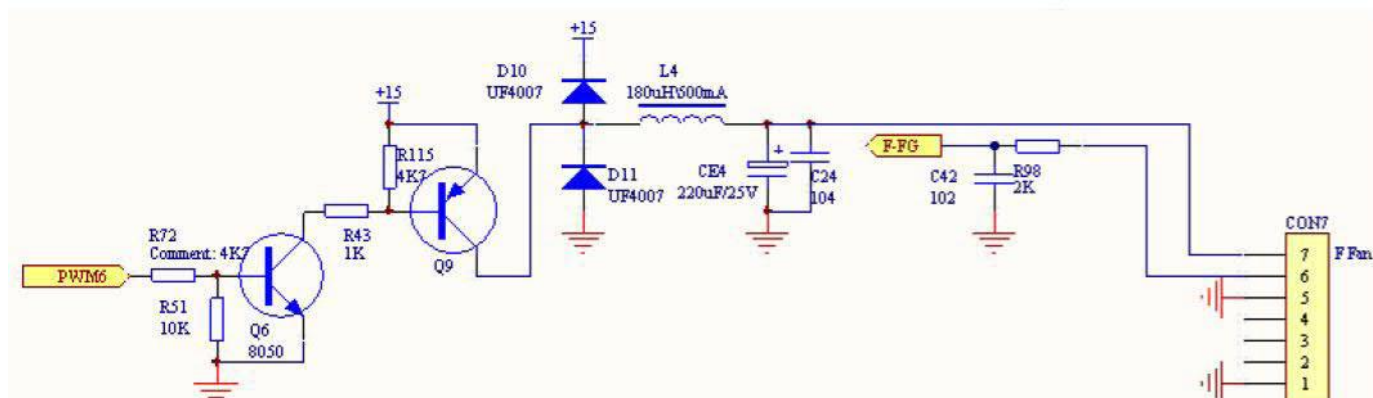 +15
D10
UF4007
L4
180uH\600mA
+15
R115
4K7
D11
UF4007
CE4
220uF/25V
+
C24
104
F-FG
C42
102
R98
2K
R72
Comment: 4K7
PWM6
R51
10K
Q6
8050
R43
1K
Q9
CON7
7
F Fan
6
5
4
3
2
1